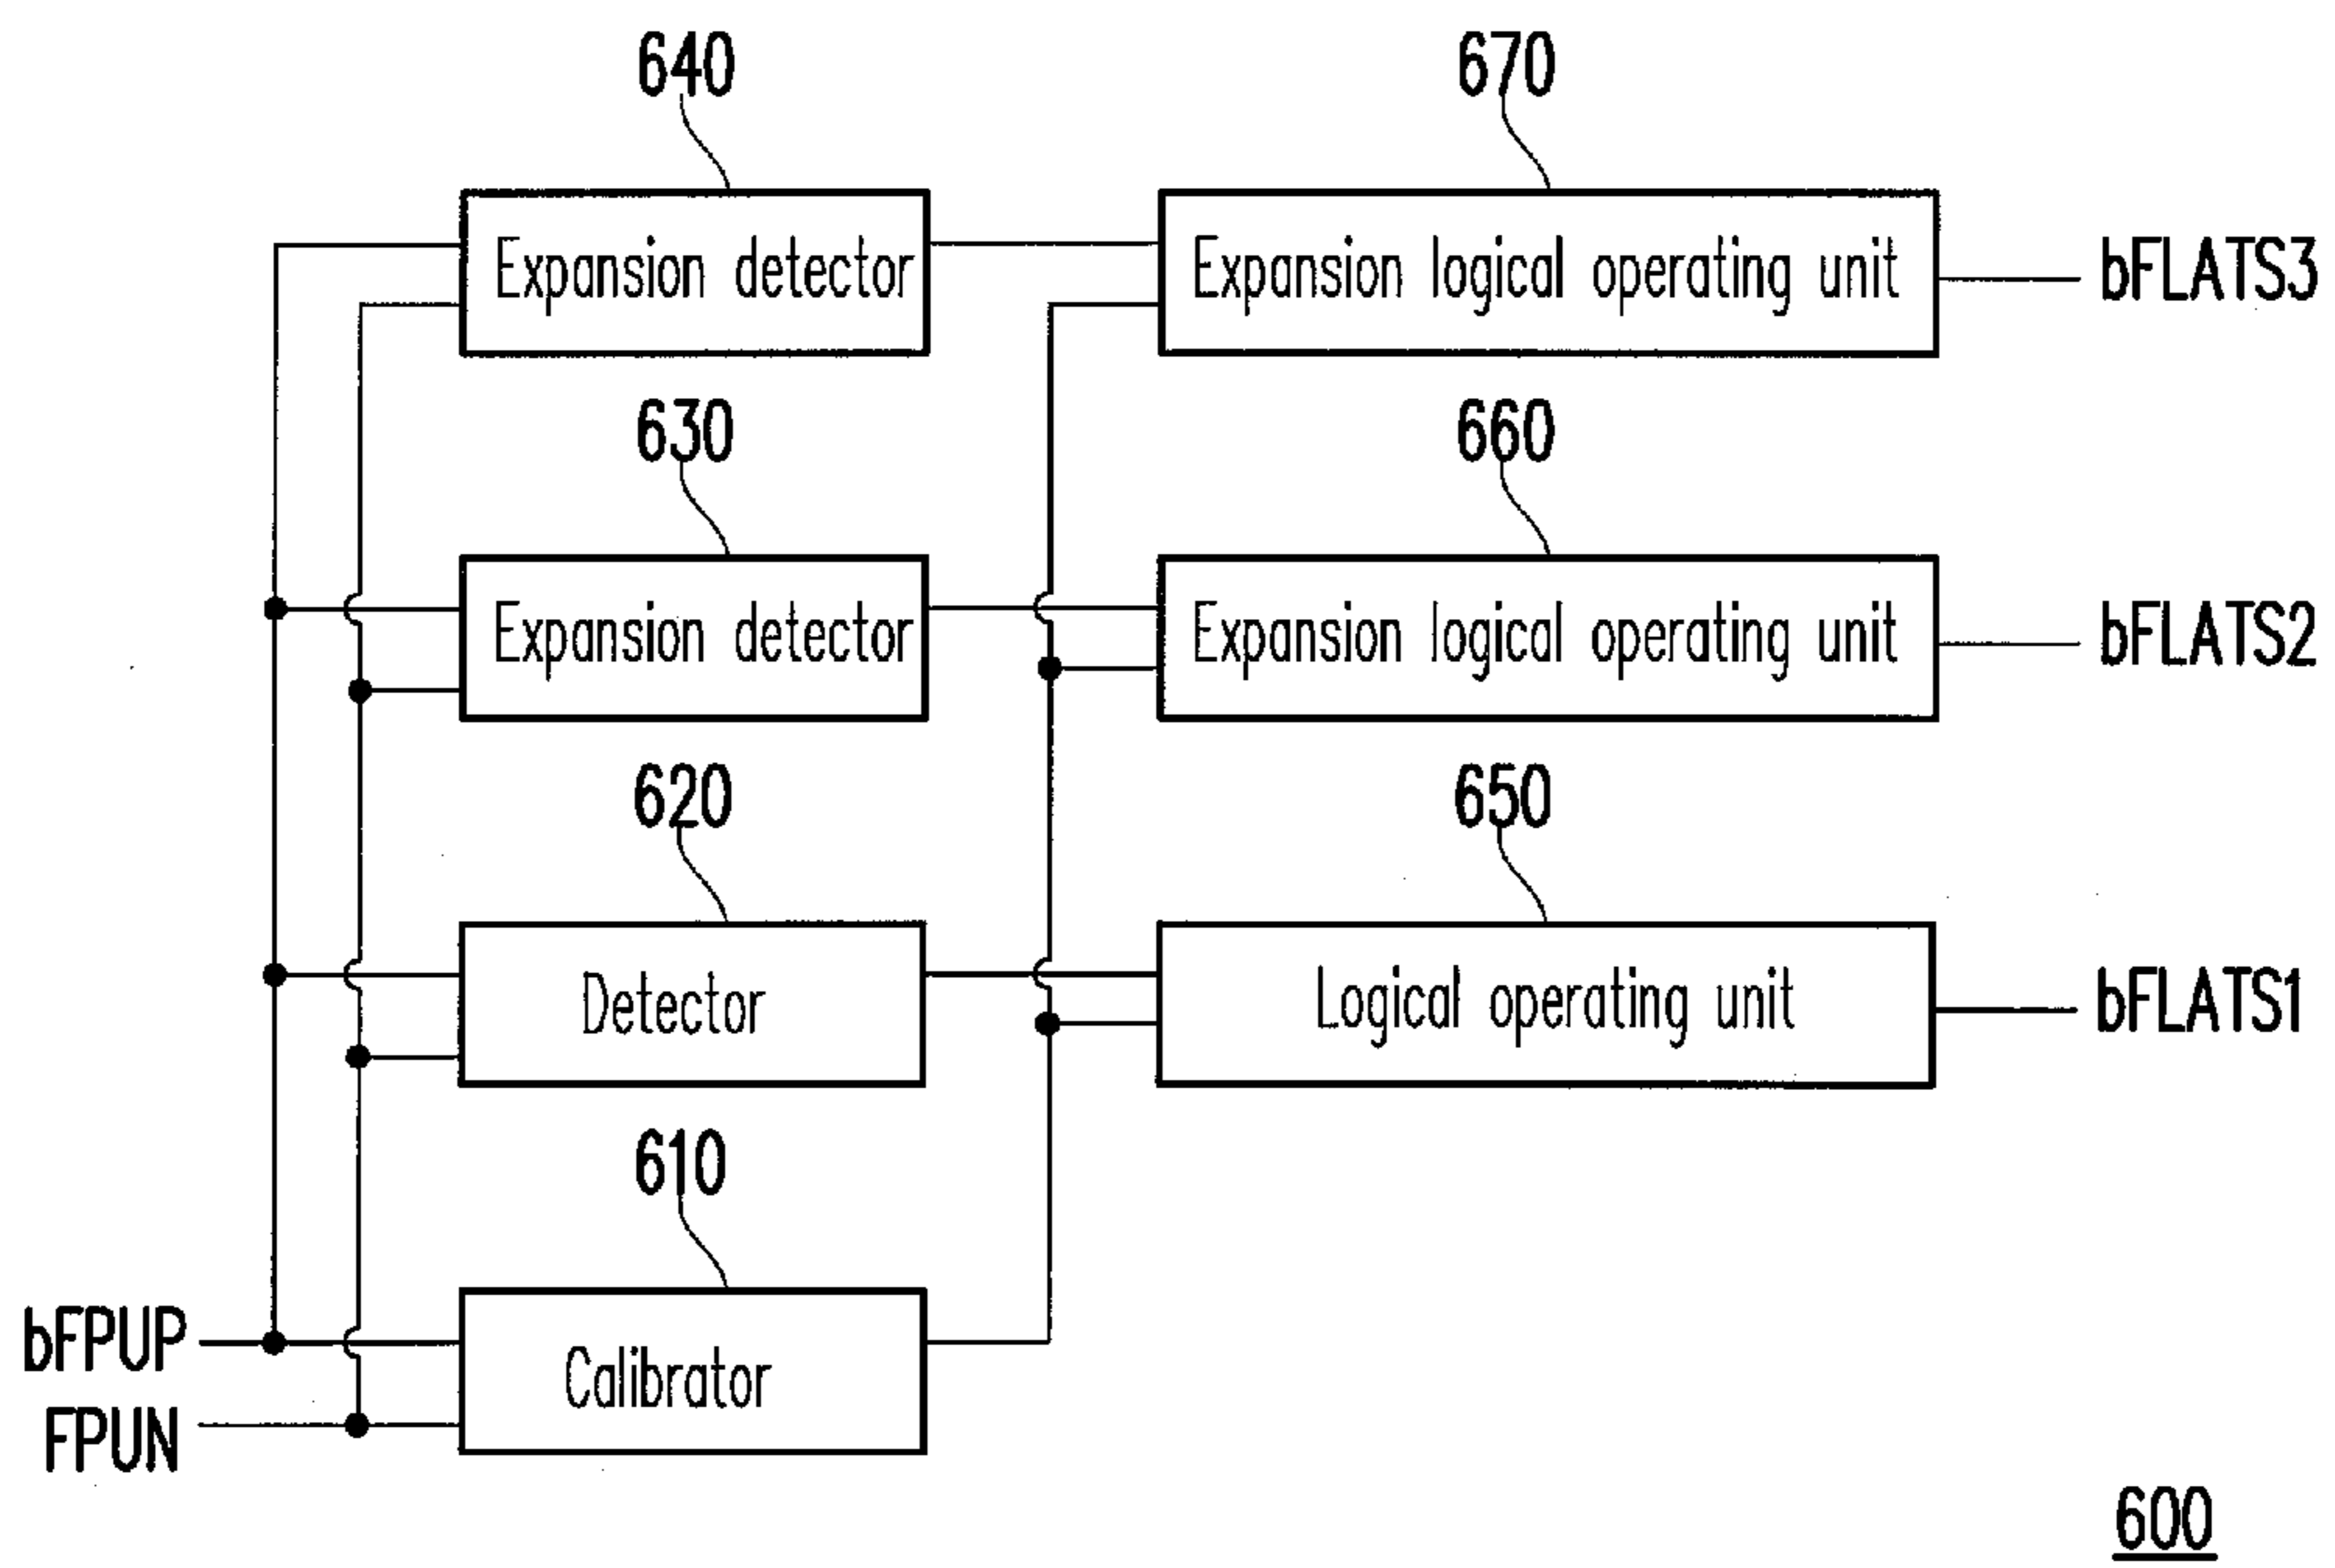 640
670
Expansion detector
Expansion logical operating unit
bFLATS3
630
660
Expansion detector
Expansion logical operating unit
bFLATS2
620
650
Detector
Logical operating unit
bFLATS1
610
bFPUP
Calibrator
FPUN
600